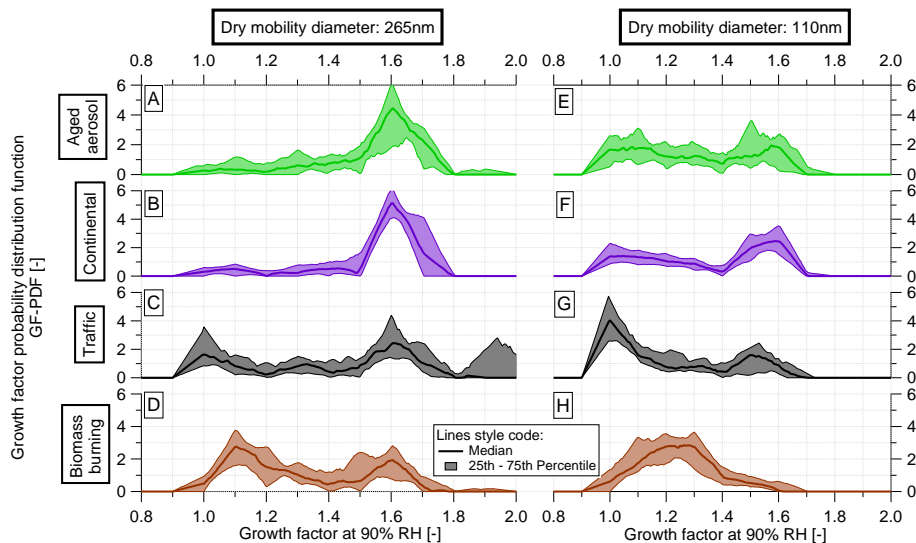 Dry mobility diameter: 265nm
Dry mobility diameter: 110nm
0.8 1.0 1.2 1.4 1.6 1.8 2.0
0.8 1.0 1.2 1.4 1.6 1.8 2.0
Growth factor probability distribution function
GF-PDF [-]
Aged
aerosol
A
6
4
2
0
E
6
4
2
0
Continental
B
6
4
2
0
F
6
4
2
0
Traffic
C
6
4
2
0
G
6
4
2
0
Biomass
burning
D
6
4
2
0
H
6
4
2
0
Lines style code:
Median
25th - 75th Percentile
0.8 1.0 1.2 1.4 1.6 1.8 2.0
0.8 1.0 1.2 1.4 1.6 1.8 2.0
Growth factor at 90% RH [-]
Growth factor at 90% RH [-]